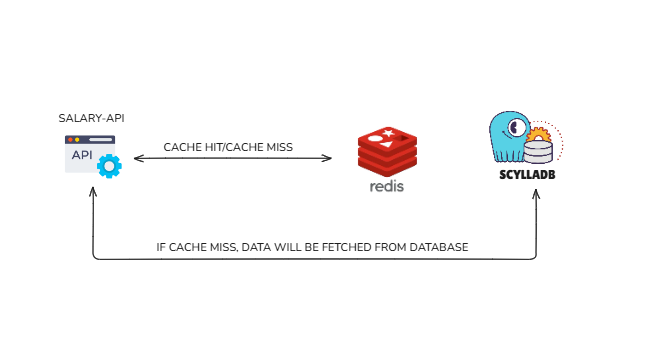 SALARY-API
API
CACHE HIT/CACHE MISS
redis
SCYLLADB
IF CACHE MISS, DATA WILL BE FETCHED FROM DATABASE